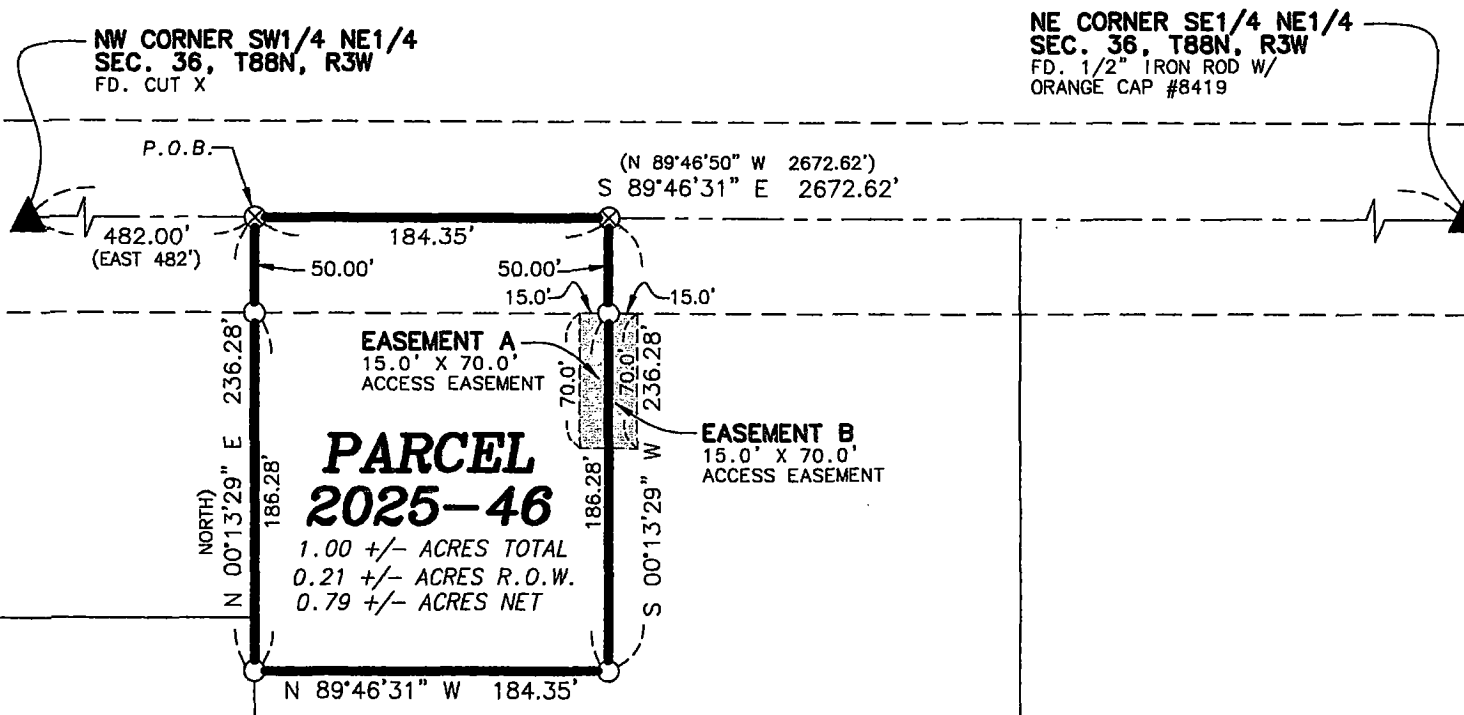 NW CORNER SW1/4 NE1/4
SEC. 36, T88N, R3W
FD. CUT X
NE CORNER SE1/4 NE1/4
SEC. 36, T88N, R3W
FD. 1/2" IRON ROD W/
ORANGE CAP #8419
P.O.B.
(N 89°46'50" W 2672.62')
S 89°46'31" E 2672.62'
482.00'
(EAST 482')
184.35'
50.00'
50.00'
15.0'
15.0'
EASEMENT A
15.0' X 70.0'
ACCESS EASEMENT
70.0'
70.0'
EASEMENT B
15.0' X 70.0'
ACCESS EASEMENT
NORTH)
N 00°13'29" E 236.28'
186.28'
186.28'
S 00°13'29" W 236.28'
PARCEL
2025-46
1.00 +/- ACRES TOTAL
0.21 +/- ACRES R.O.W.
0.79 +/- ACRES NET
N 89°46'31" W 184.35'